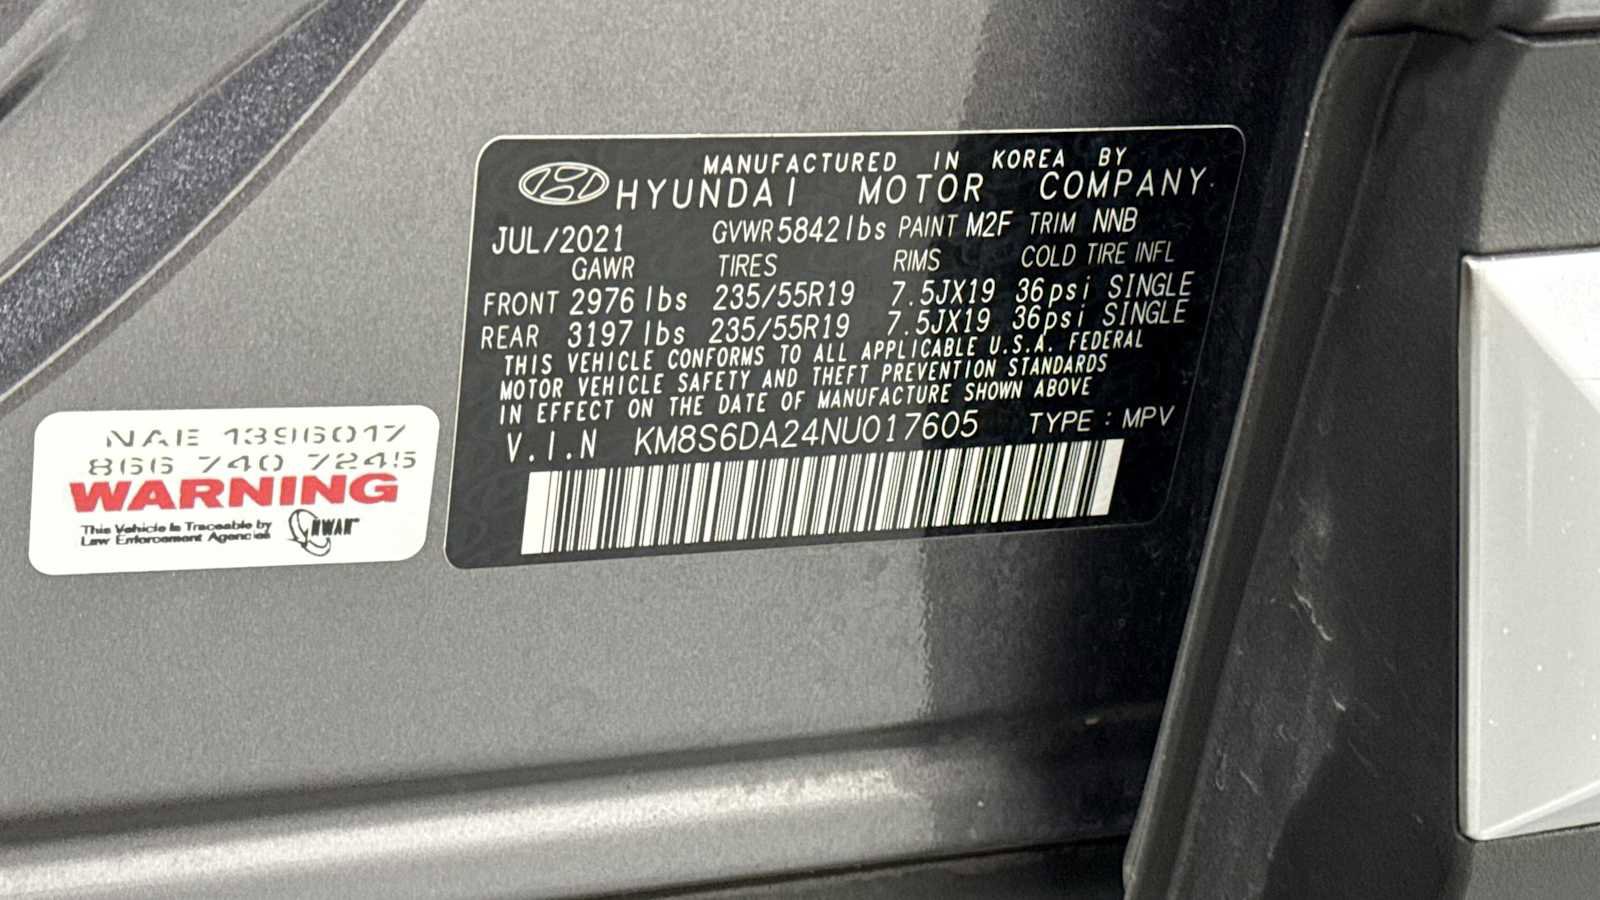 MANUFACTURED IN KOREA BY
HYUNDAI MOTOR COMPANY.
JUL/2021 GVWR 5842lbs PAINT M2F TRIM NNB
GAWR TIRES RIMS COLD TIRE INFL
FRONT 2976 lbs 235/55R19 7.5JX19 36psi SINGLE
REAR 3197 lbs 235/55R19 7.5JX19 36psi SINGLE
THIS VEHICLE CONFORMS TO ALL APPLICABLE U.S.A. FEDERAL
MOTOR VEHICLE SAFETY AND THEFT PREVENTION STANDARDS
IN EFFECT ON THE DATE OF MANUFACTURE SHOWN ABOVE
V.I.N KM8S6DA24NU017605 TYPE : MPV
NAE 1396017
866 740 7245
WARNING
This Vehicle is Traceable by
Law Enforcement Agencies